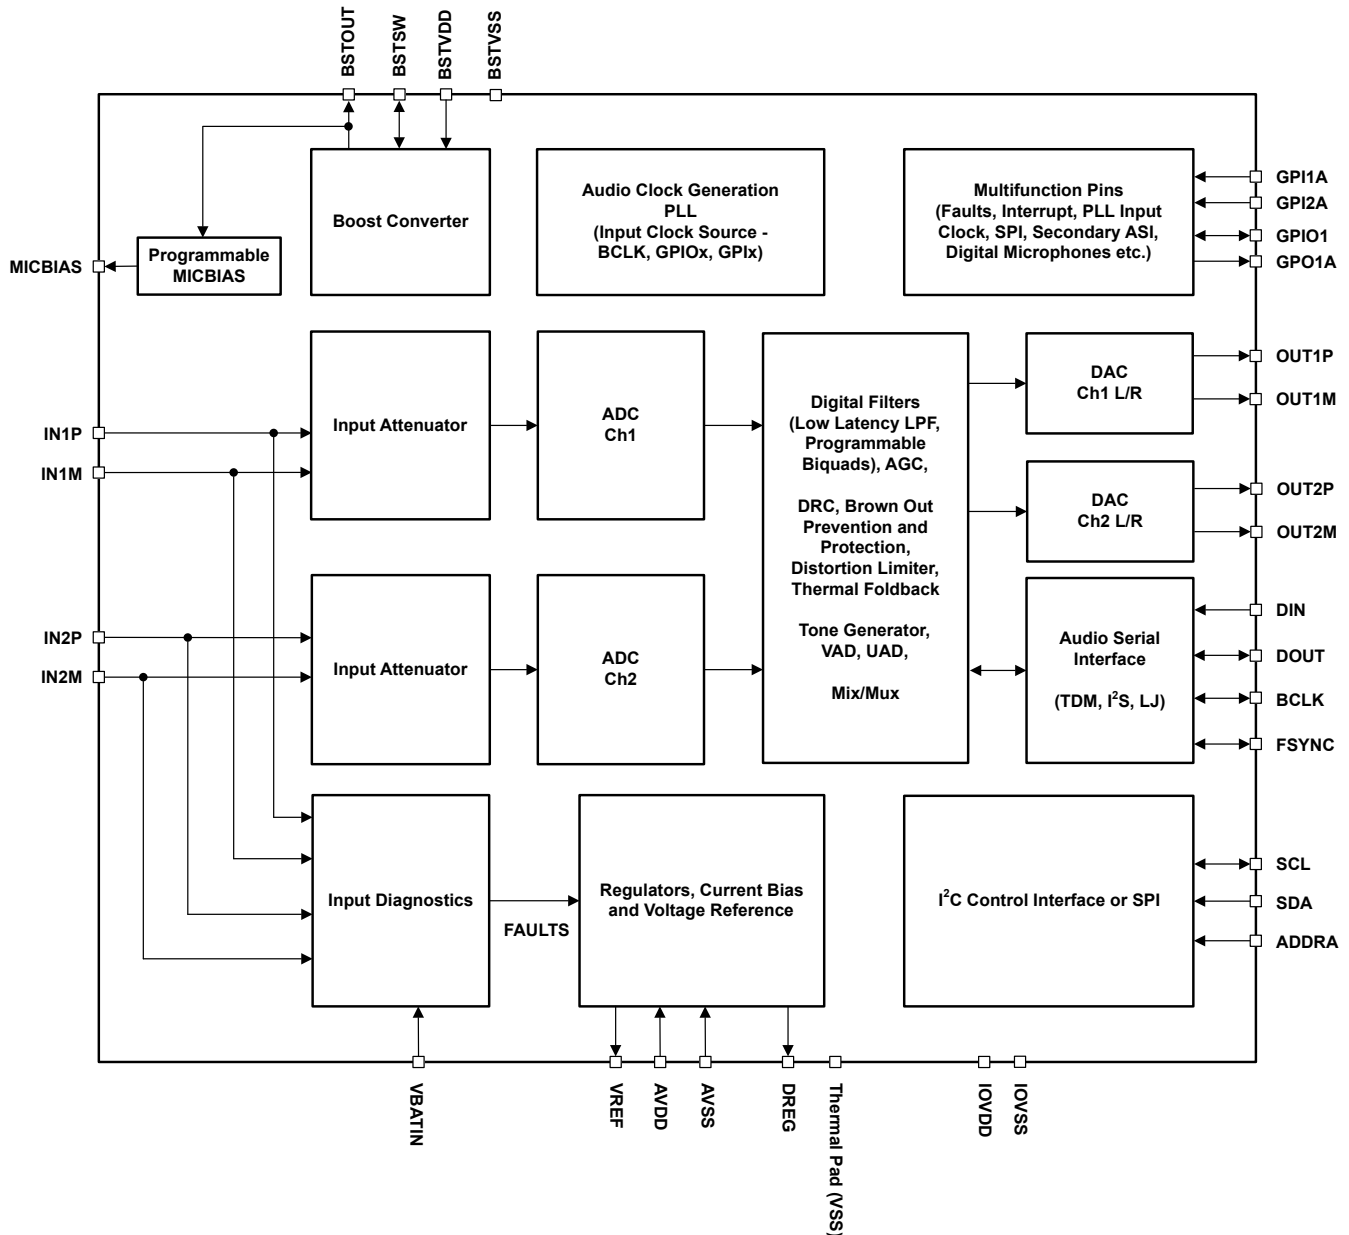 BSTOUT
BSTSW
BSTVDD
BSTVSS
Boost Converter
Audio Clock Generation
PLL
(Input Clock Source -
BCLK, GPIOx, GPIx)
Multifunction Pins
(Faults, Interrupt, PLL Input
Clock, SPI, Secondary ASI,
Digital Microphones etc.)
GPI1A
GPI2A
GPIO1
GPO1A
MICBIAS
Programmable
MICBIAS
IN1P
IN1M
Input Attenuator
ADC
Ch1
Digital Filters
(Low Latency LPF,
Programmable
Biquads), AGC,
DRC, Brown Out
Prevention and
Protection,
Distortion Limiter,
Thermal Foldback
Tone Generator,
VAD, UAD,
Mix/Mux
DAC
Ch1 L/R
OUT1P
OUT1M
DAC
Ch2 L/R
OUT2P
OUT2M
IN2P
IN2M
Input Attenuator
ADC
Ch2
Audio Serial
Interface
(TDM, I²S, LJ)
DIN
DOUT
BCLK
FSYNC
Input Diagnostics
FAULTS
Regulators, Current Bias
and Voltage Reference
I²C Control Interface or SPI
SCL
SDA
ADDRA
VBATIN
VREF
AVDD
AVSS
DREG
Thermal Pad (VSS)
IOVDD
IOVSS